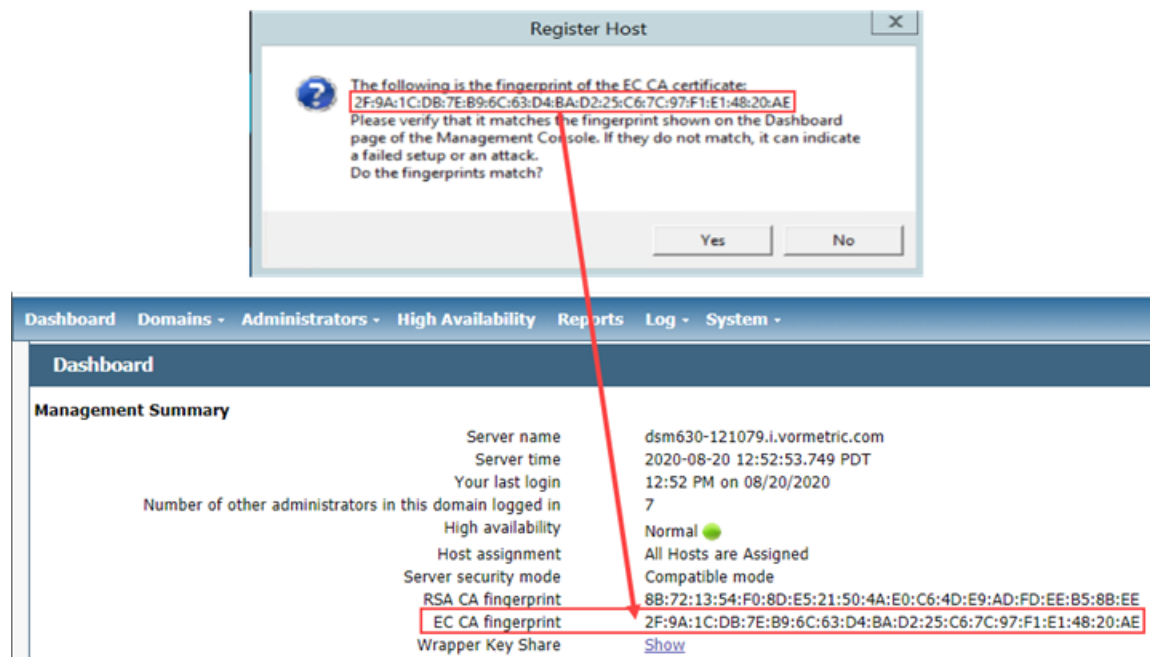 Register Host
X
The following is the fingerprint of the EC CA certificate:
2F:9A:1C:DB:7E:B9:6C:63:D4:BA:D2:25:C6:7C:97:F1:E1:48:20:AE
Please verify that it matches the fingerprint shown on the Dashboard
page of the Management Console. If they do not match, it can indicate
a failed setup or an attack.
Do the fingerprints match?
Yes No
Dashboard Domains Administrators High Availability Reports Log System
Dashboard
Management Summary
Server name dsm630-121079.i.vormetric.com
Server time 2020-08-20 12:52:53.749 PDT
Your last login 12:52 PM on 08/20/2020
Number of other administrators in this domain logged in 7
High availability Normal
Host assignment All Hosts are Assigned
Server security mode Compatible mode
RSA CA fingerprint 8B:72:13:54:F0:8D:E5:21:50:4A:E0:C6:4D:E9:AD:FD:EE:B5:8B:EE
EC CA fingerprint 2F:9A:1C:DB:7E:B9:6C:63:D4:BA:D2:25:C6:7C:97:F1:E1:48:20:AE
Wrapper Key Share Show